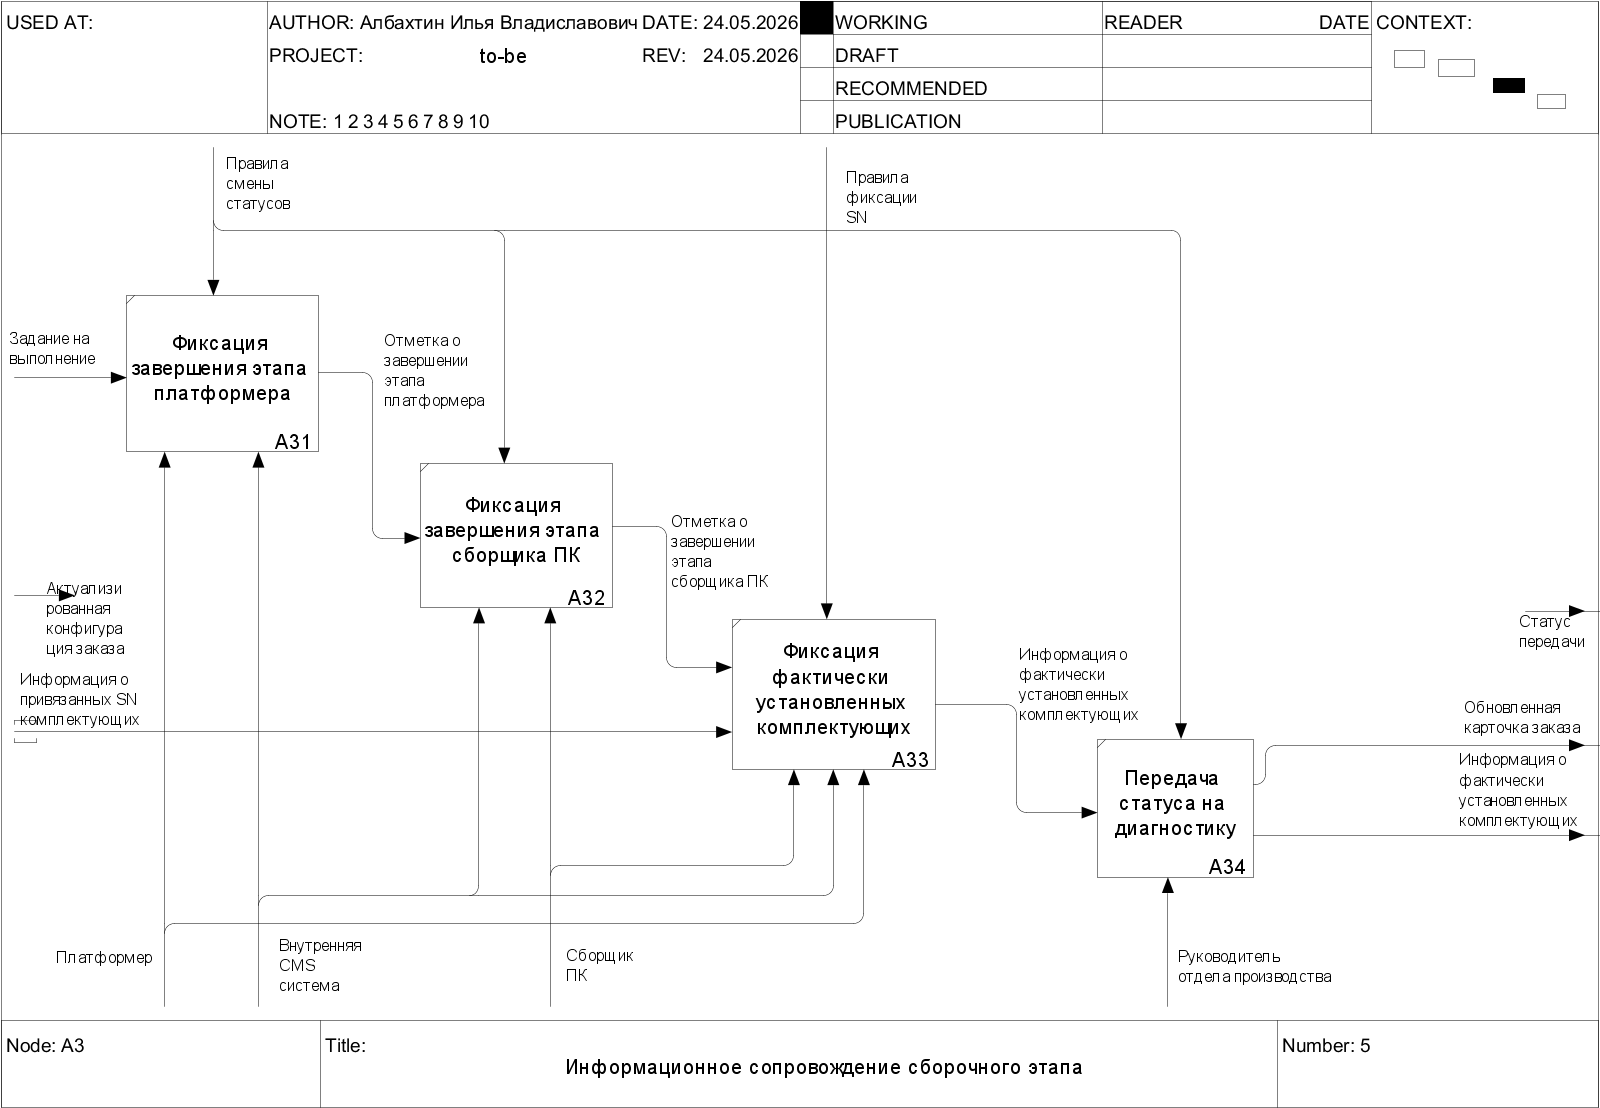 USED AT:
AUTHOR: Албахтин Илья Владиславович DATE: 24.05.2026
PROJECT: to-be REV: 24.05.2026
NOTE: 1 2 3 4 5 6 7 8 9 10
WORKING
DRAFT
RECOMMENDED
PUBLICATION
READER DATE
CONTEXT:
Правила
смены
статусов
Правила
фиксации
SN
Задание на
выполнение
Фиксация
завершения этапа
платформера
A31
Отметка о
завершении
этапа
платформера
Фиксация
завершения этапа
сборщика ПК
A32
Отметка о
завершении
этапа
сборщика ПК
Актуализи
рованная
конфигура
ция заказа
Информация о
привязанных SN
комплектующих
Фиксация
фактически
установленных
комплектующих
A33
Информация о
фактически
установленных
комплектующих
Статус
передачи
Обновленная
карточка заказа
Информация о
фактически
установленных
комплектующих
Передача
статуса на
диагностику
A34
Платформер
Внутренняя
CMS
система
Сборщик
ПК
Руководитель
отдела производства
Node: A3
Title:
Информационное сопровождение сборочного этапа
Number: 5